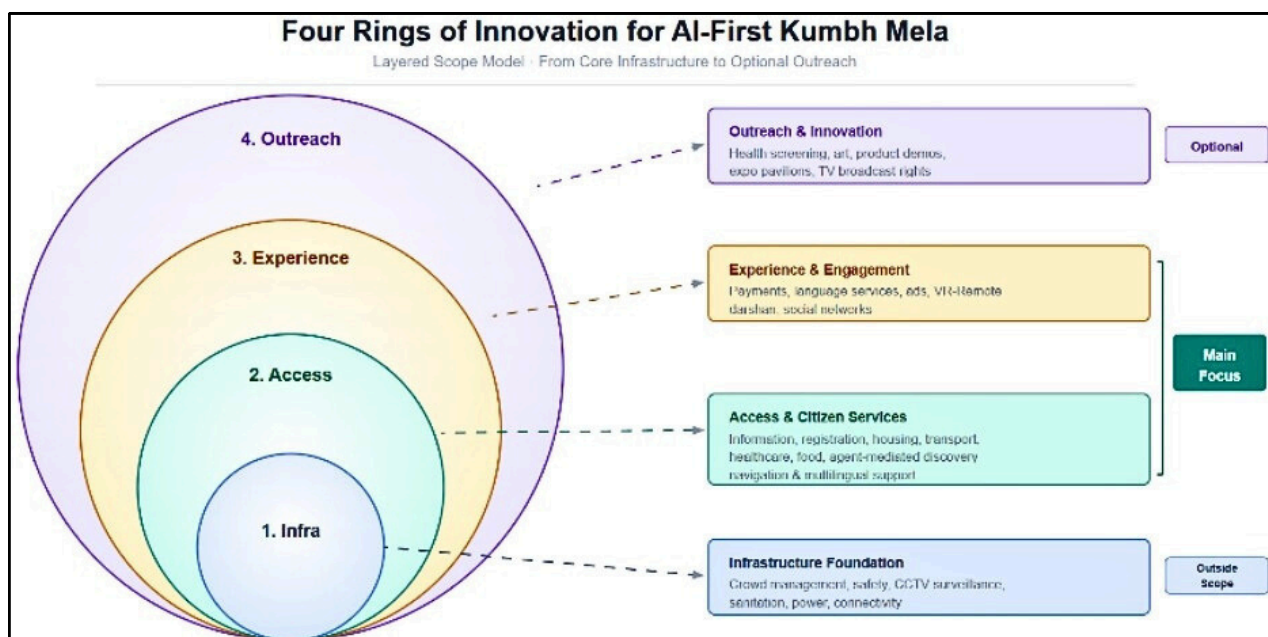 Four Rings of Innovation for AI-First Kumbh Mela
Layered Scope Model · From Core Infrastructure to Optional Outreach
4. Outreach
3. Experience
2. Access
1. Infra
Outreach & Innovation
Health screening, art, product demos,
expo pavilions, TV broadcast rights
Optional
Experience & Engagement
Payments, language services, ads, VR-Remote
darshan, social networks
Main
Focus
Access & Citizen Services
Information, registration, housing, transport,
healthcare, food, agent-mediated discovery
navigation & multilingual support
Infrastructure Foundation
Crowd management, safety, CCTV surveillance,
sanitation, power, connectivity
Outside
Scope